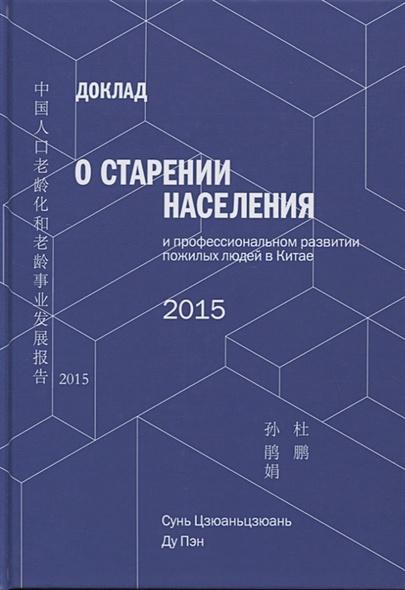 ДОКЛАД
О СТАРЕНИИ
НАСЕЛЕНИЯ
и профессиональном развитии
пожилых людей в Китае
2015
中国人口老龄化和老龄事业发展报告
2015
杜鹏
孙鹃娟
Сунь Цзюаньцзюань
Ду Пэн